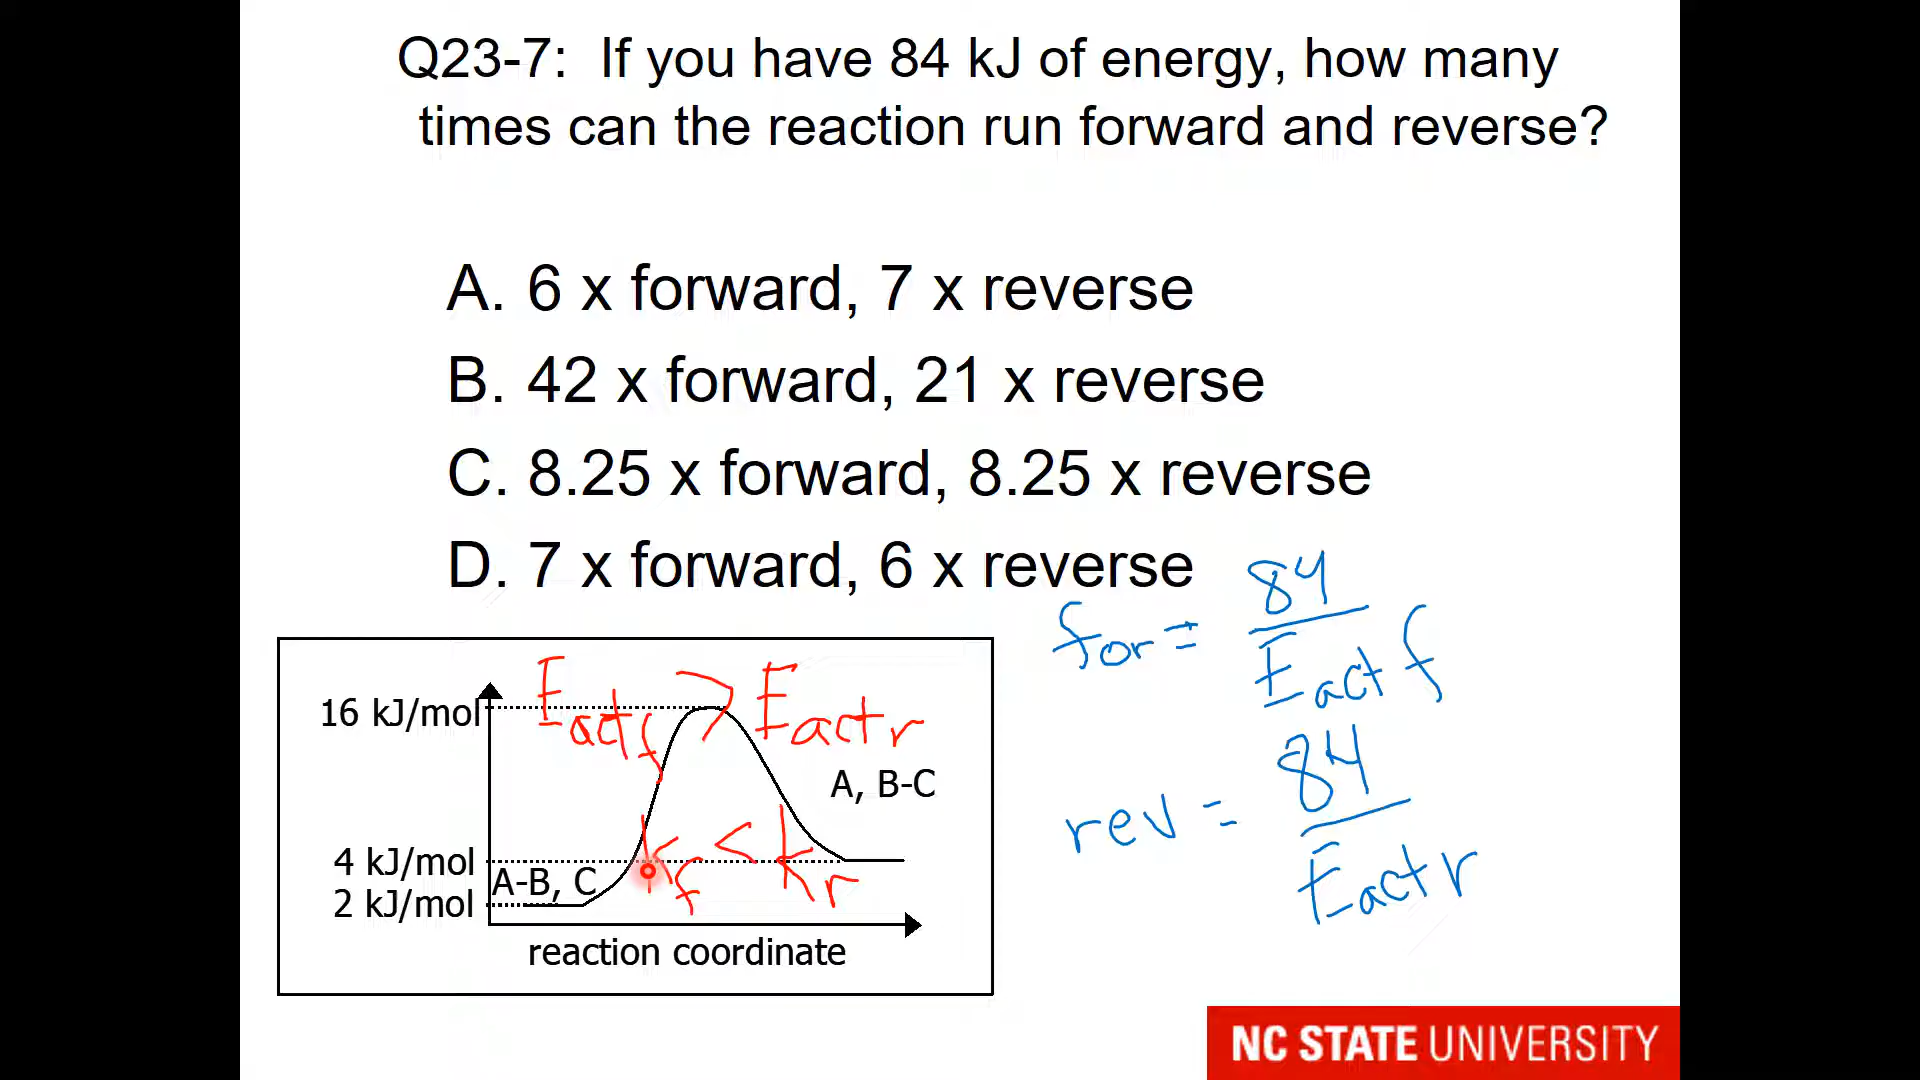 Q23-7: If you have 84 kJ of energy, how many
times can the reaction run forward and reverse?
A. 6 x forward, 7 x reverse
B. 42 x forward, 21 x reverse
C. 8.25 x forward, 8.25 x reverse
D. 7 x forward, 6 x reverse
for = 84 / Eact f
rev = 84 / Eact r
Eactf > Eactr
16 kJ/mol
A, B-C
kf < kr
4 kJ/mol
A-B, C
2 kJ/mol
reaction coordinate
NC STATE UNIVERSITY